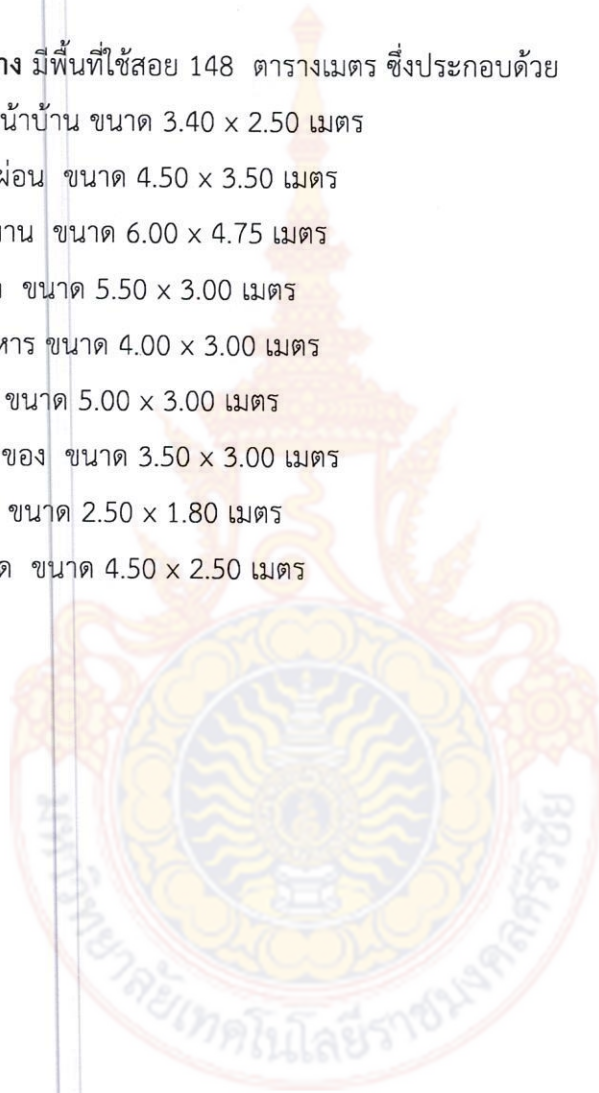 าง มีพื้นที่ใช้สอย 148 ตารางเมตร ซึ่งประกอบด้วย
น้าบ้าน ขนาด 3.40 x 2.50 เมตร
ผ่อน ขนาด 4.50 x 3.50 เมตร
ขนาด 6.00 x 4.75 เมตร
ขนาด 5.50 x 3.00 เมตร
หาร ขนาด 4.00 x 3.00 เมตร
ขนาด 5.00 x 3.00 เมตร
ของ ขนาด 3.50 x 3.00 เมตร
ขนาด 2.50 x 1.80 เมตร
ด ขนาด 4.50 x 2.50 เมตร
มหาวิทยาลัยเทคโนโลยีราชมงคลศรีวิชัย